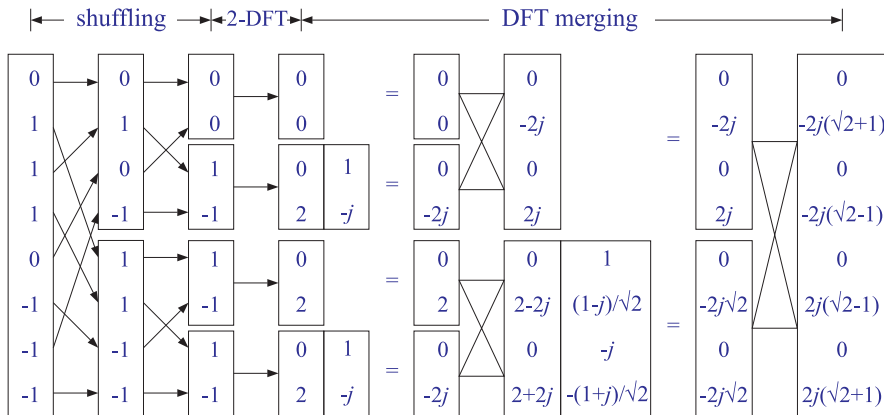 shuffling 2-DFT DFT merging
0 0 0 0 = 0 0 0 0
1 1 0 0 0 -2j -2j -2j(√2+1)
=
1 0 1 0 1 = 0 0 0 0
1 -1 -1 2 -j -2j 2j 2j -2j(√2-1)
0 1 1 0 = 0 0 1 0 0
-1 1 -1 2 2 2-2j (1-j)/√2 = -2j√2 2j(√2-1)
-1 -1 1 0 1 = 0 0 -j 0 0
-1 -1 -1 2 -j -2j 2+2j -(1+j)/√2 -2j√2 2j(√2+1)